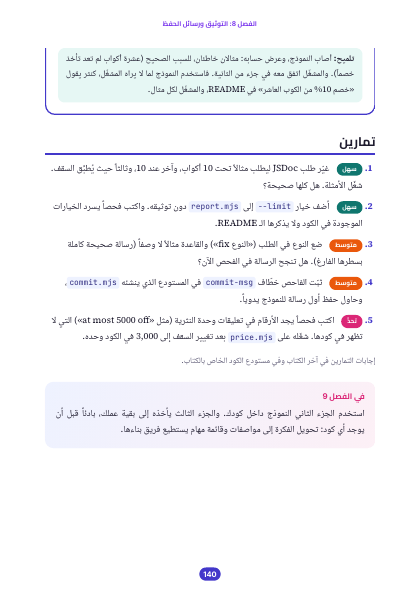 الفصل 8: التوثيق ورسائل الحفظ
تلميح: أصاب النموذج، وعرض حسابه: مثالان خاطئان، للسبب الصحيح (عشرة أكواب لم تعد تأخذ
خصماً). والمشغّل اتفق معه في جزء من الثانية. فاستخدم النموذج لما لا يراه المشغّل، كنثر يقول
«خصم 10% من الكوب العاشر» في README، والمشغّل لكل مثال.
تمارين
1. سهل غيّر طلب JSDoc ليطلب مثالاً تحت 10 أكواب، وآخر عند 10، وثالثاً حيث يُطبَّق السقف.
شغّل الأمثلة. هل كلها صحيحة؟
2. سهل أضف خيار --limit إلى report.mjs دون توثيقه. واكتب فحصاً يسرد الخيارات
الموجودة في الكود ولا يذكرها الـ README.
3. متوسط ضع النوع في الطلب («النوع fix») والقاعدة مثالاً لا وصفاً (رسالة صحيحة كاملة
بسطرها الفارغ). هل تنجح الرسالة في الفحص الآن؟
4. متوسط ثبّت الفاحص خطّاف commit-msg في المستودع الذي ينشئه commit.mjs،
وحاول حفظ أول رسالة للنموذج يدوياً.
5. تحدٍّ اكتب فحصاً يجد الأرقام في تعليقات وحدة النثرية (مثل «at most 5000 off») التي لا
تظهر في كودها. شغّله على price.mjs بعد تغيير السقف إلى 3,000 في الكود وحده.
إجابات التمارين في آخر الكتاب وفي مستودع الكود الخاص بالكتاب.
في الفصل 9
استخدم الجزء الثاني النموذج داخل كودك. والجزء الثالث يأخذه إلى بقية عملك، بادئاً قبل أن
يوجد أي كود: تحويل الفكرة إلى مواصفات وقائمة مهام يستطيع فريق بناءها.
140